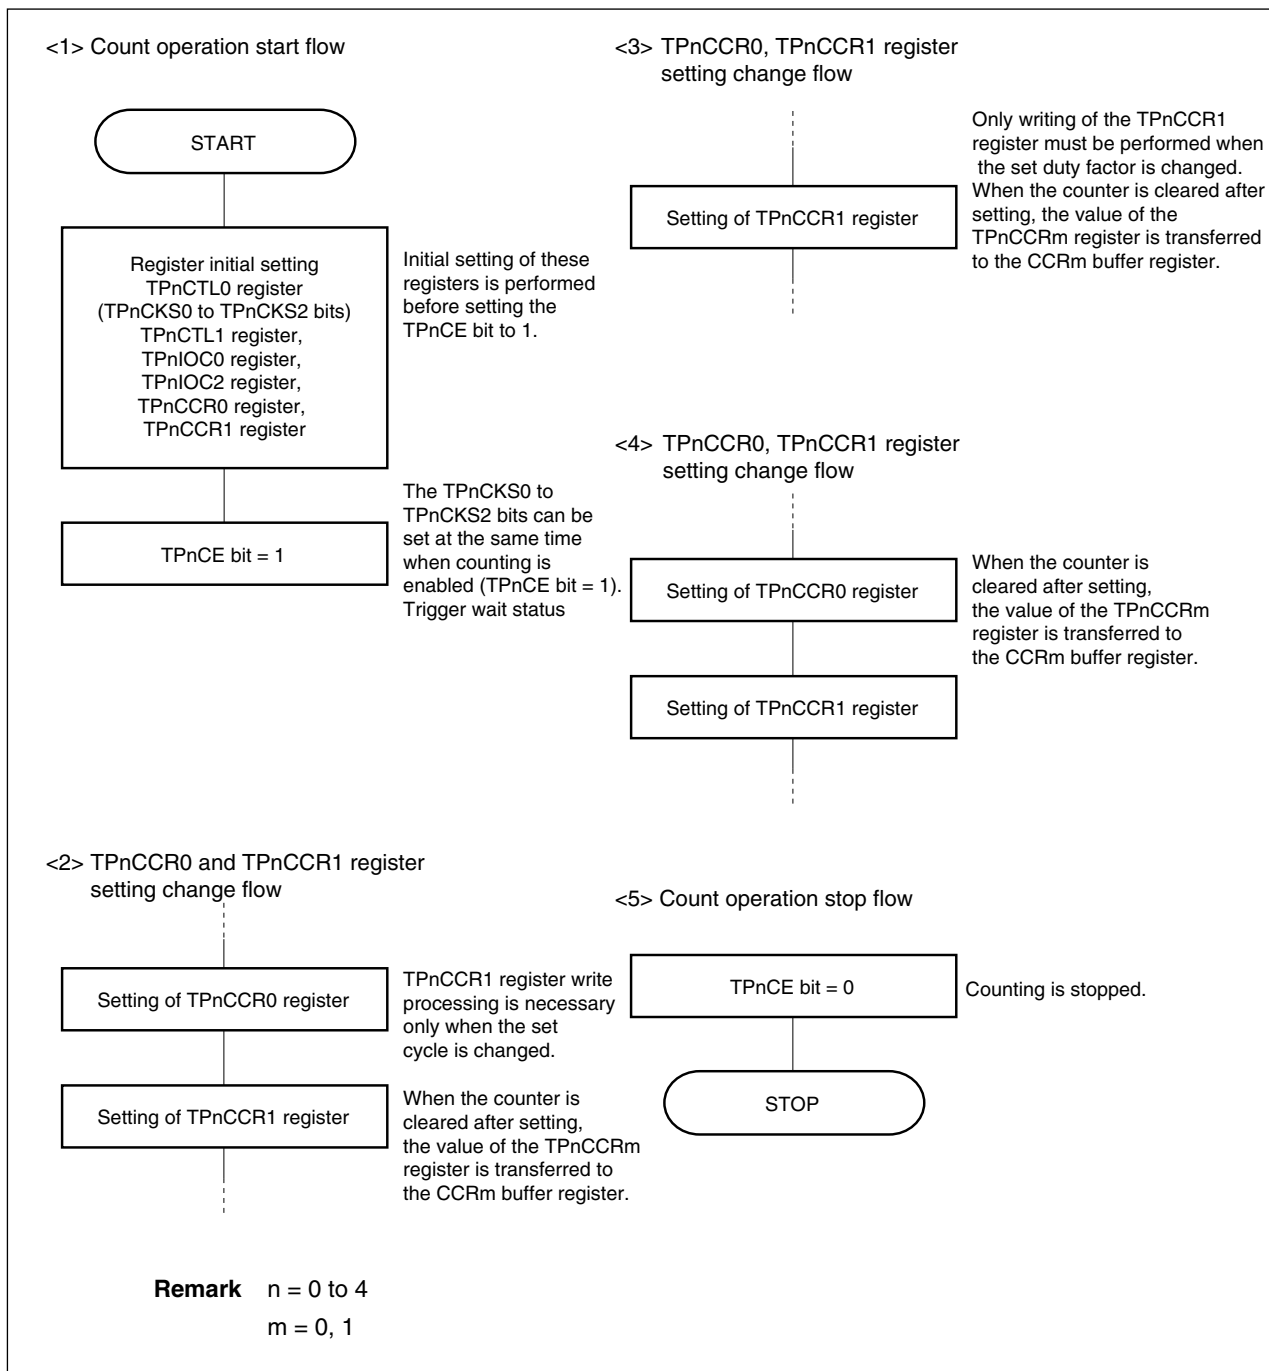 <1> Count operation start flow
START
Register initial setting
TPnCTL0 register
(TPnCKS0 to TPnCKS2 bits)
TPnCTL1 register,
TPnIOC0 register,
TPnIOC2 register,
TPnCCR0 register,
TPnCCR1 register
Initial setting of these
registers is performed
before setting the
TPnCE bit to 1.
TPnCE bit = 1
The TPnCKS0 to
TPnCKS2 bits can be
set at the same time
when counting is
enabled (TPnCE bit = 1).
Trigger wait status
<2> TPnCCR0 and TPnCCR1 register
setting change flow
Setting of TPnCCR0 register
TPnCCR1 register write
processing is necessary
only when the set
cycle is changed.
Setting of TPnCCR1 register
When the counter is
cleared after setting,
the value of the TPnCCRm
register is transferred to
the CCRm buffer register.
<3> TPnCCR0, TPnCCR1 register
setting change flow
Setting of TPnCCR1 register
Only writing of the TPnCCR1
register must be performed when
the set duty factor is changed.
When the counter is cleared after
setting, the value of the
TPnCCRm register is transferred
to the CCRm buffer register.
<4> TPnCCR0, TPnCCR1 register
setting change flow
Setting of TPnCCR0 register
When the counter is
cleared after setting,
the value of the TPnCCRm
register is transferred to
the CCRm buffer register.
Setting of TPnCCR1 register
<5> Count operation stop flow
TPnCE bit = 0
Counting is stopped.
STOP
Remark n = 0 to 4
m = 0, 1